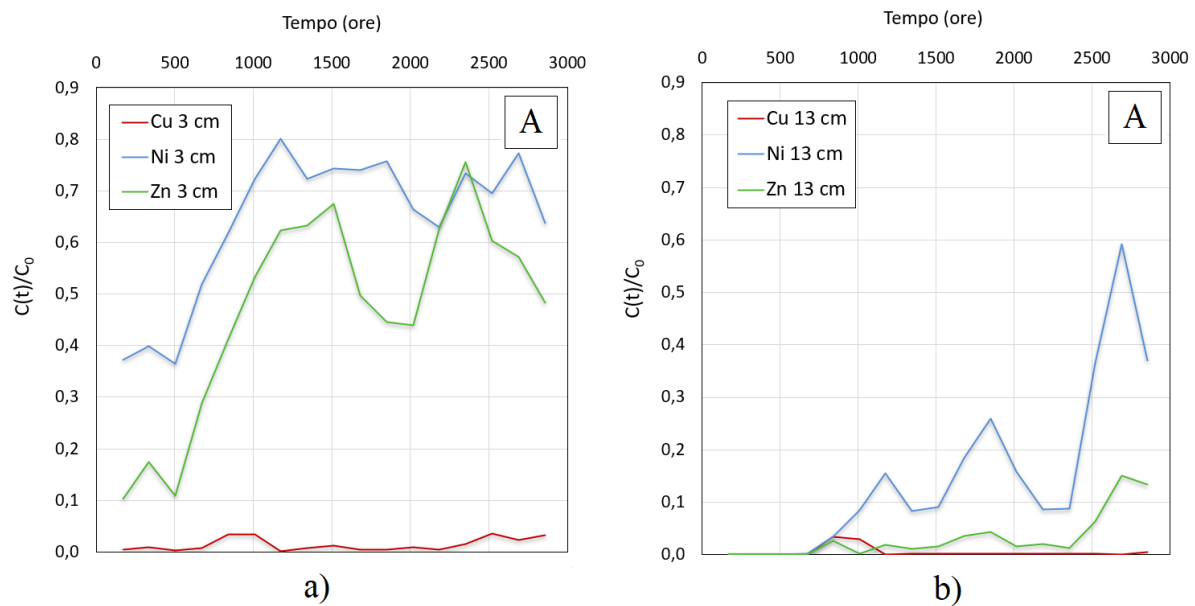 Tempo (ore)
0 500 1000 1500 2000 2500 3000
0,9
0,8
0,7
0,6
0,5
0,4
0,3
0,2
0,1
0,0
C(t)/C₀
Cu 3 cm
Ni 3 cm
Zn 3 cm
A
a)
Tempo (ore)
0 500 1000 1500 2000 2500 3000
0,9
0,8
0,7
0,6
0,5
0,4
0,3
0,2
0,1
0,0
C(t)/C₀
Cu 13 cm
Ni 13 cm
Zn 13 cm
A
b)